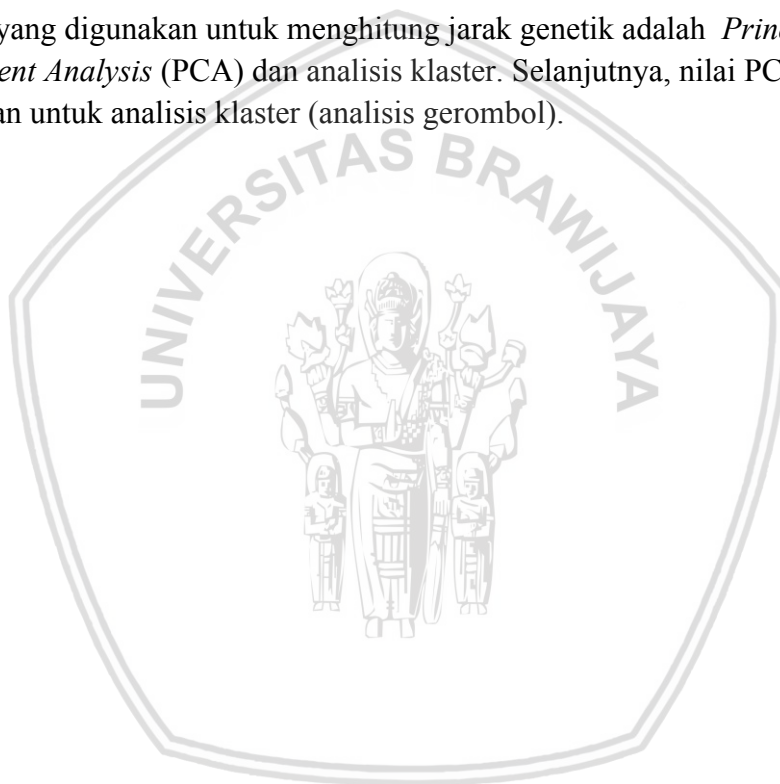 yang digunakan untuk menghitung jarak genetik adalah Prin
ent Analysis (PCA) dan analisis klaster. Selanjutnya, nilai PC
an untuk analisis klaster (analisis gerombol).
UNIVERSITAS BRAWIJAYA